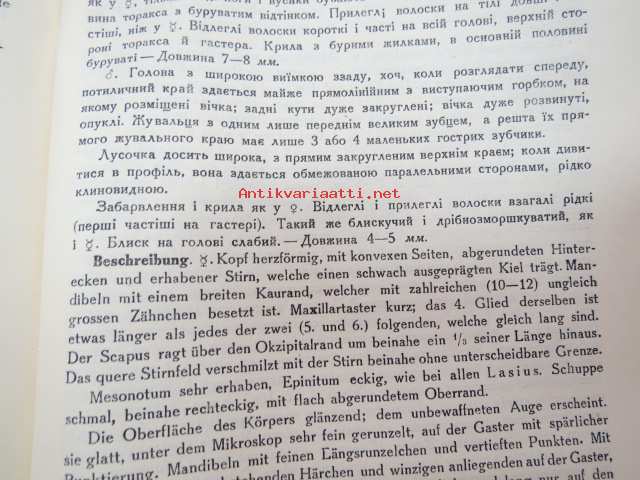 вина торакса з буруватим відтінком. Прилеглі волоски на тілі
стіші, ніж у ☿. Відлеглі волоски короткі і часті на всій голові, верхній сто-
роні торакса й гастера. Крила з бурими жилками, в основній половині
буруваті — Довжина 7—8 мм.
♂. Голова з широкою виїмкою ззаду, хоч, коли розглядати спереду,
потиличний край здається майже прямолінійним з виступаючим горбком, на
якому розміщені вічка; задні кути дуже закруглені; вічка дуже розвинуті,
опуклі. Жувальця з одним лише переднім великим зубцем, а решта їх пря-
мого жувального краю має лише 3 або 4 маленьких гострих зубчики.
Лусочка досить широка, з прямим закругленим верхнім краєм; коли диви-
тися в профіль, вона здається обмежованою паралельними сторонами, рідко
клиновидною.
Antikvariaatti.net
Забарвлення і крила як у ♀. Відлеглі і прилеглі волоски взагалі рідкі
(перші частіші на гастері). Такий же блискучий і дрібнозморшкуватий, як
і ☿. Блиск на голові слабий. — Довжина 4—5 мм.
Beschreibung. ☿. Kopf herzförmig, mit konvexen Seiten, abgerundeten Hinter-
ecken und erhabener Stirn, welche einen schwach ausgeprägten Kiel trägt. Man-
dibeln mit einem breiten Kaurand, welcher mit zahlreichen (10—12) ungleich
grossen Zähnchen besetzt ist. Maxillartaster kurz; das 4. Glied derselben ist
etwas länger als jedes der zwei (5. und 6.) folgenden, welche gleich lang sind.
Der Scapus ragt über den Okzipitalrand um beinahe ein 1/3 seiner Länge hinaus.
Das quere Stirnfeld verschmilzt mit der Stirn beinahe ohne unterscheidbare Grenze.
Mesonotum sehr erhaben, Epinitum eckig, wie bei allen Lasius. Schuppe
schmal, beinahe rechteckig, mit flach abgerundetem Oberrand.
Die Oberfläche des Körpers glänzend; dem unbewaffneten Auge erscheint
sie glatt, unter dem Mikroskop sehr fein gerunzelt, auf der Gaster mit spärlicher
Punktierung. Mandibeln mit feinen Längsrunzelchen und vertieften Punkten. Mit
Härchen und winzigen anliegenden auf der Gaster,
nur auf den